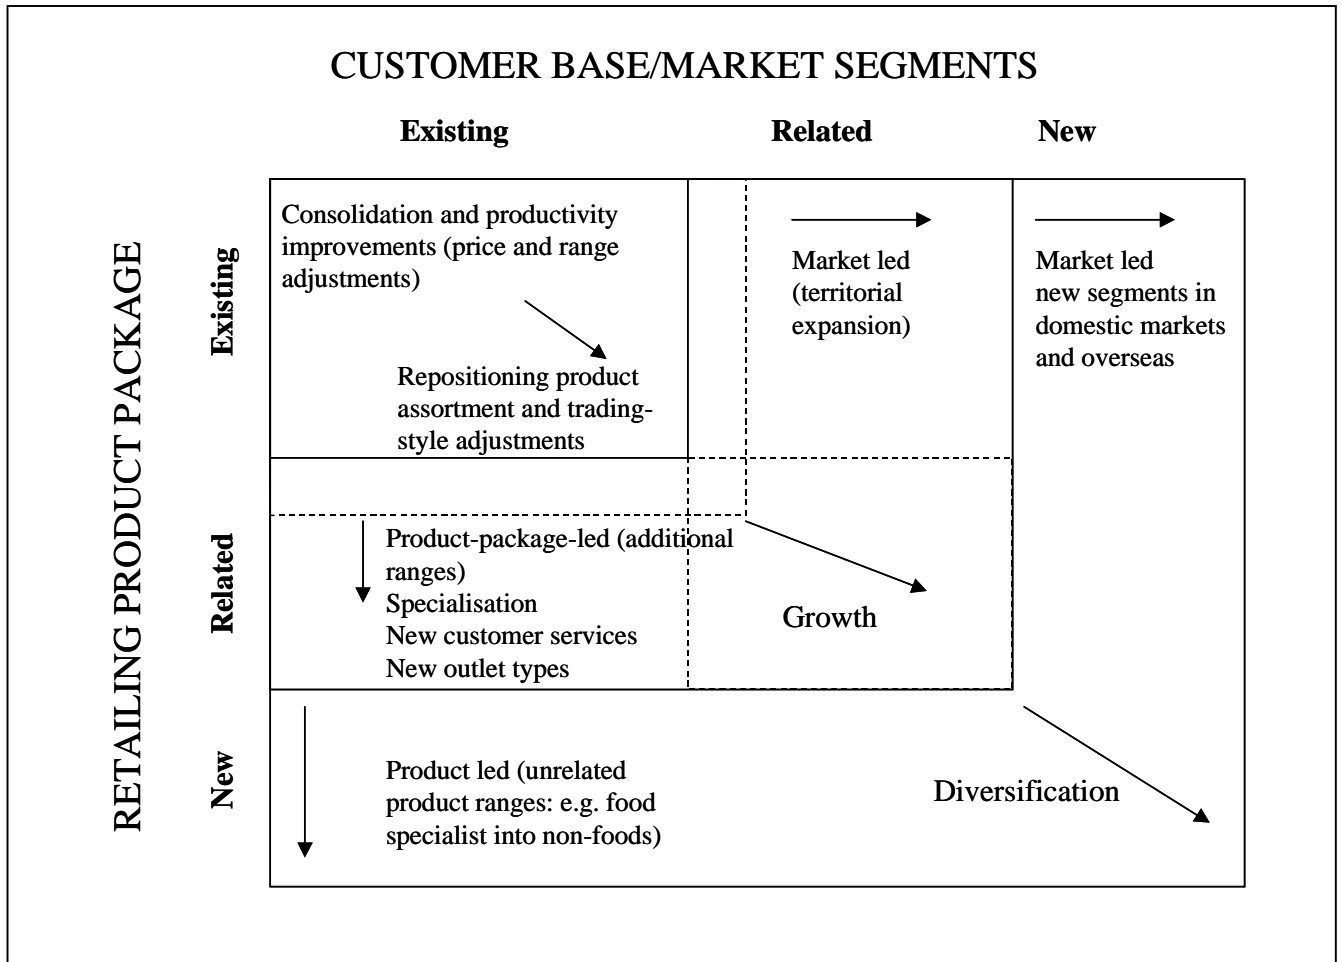 CUSTOMER BASE/MARKET SEGMENTS
Existing
Related
New
RETAILING PRODUCT PACKAGE
Existing
Consolidation and productivity
improvements (price and range
adjustments)
Repositioning product
assortment and trading-
style adjustments
Market led
(territorial
expansion)
Market led
new segments in
domestic markets
and overseas
Related
Product-package-led (additional
ranges)
Specialisation
New customer services
New outlet types
Growth
New
Product led (unrelated
product ranges: e.g. food
specialist into non-foods)
Diversification